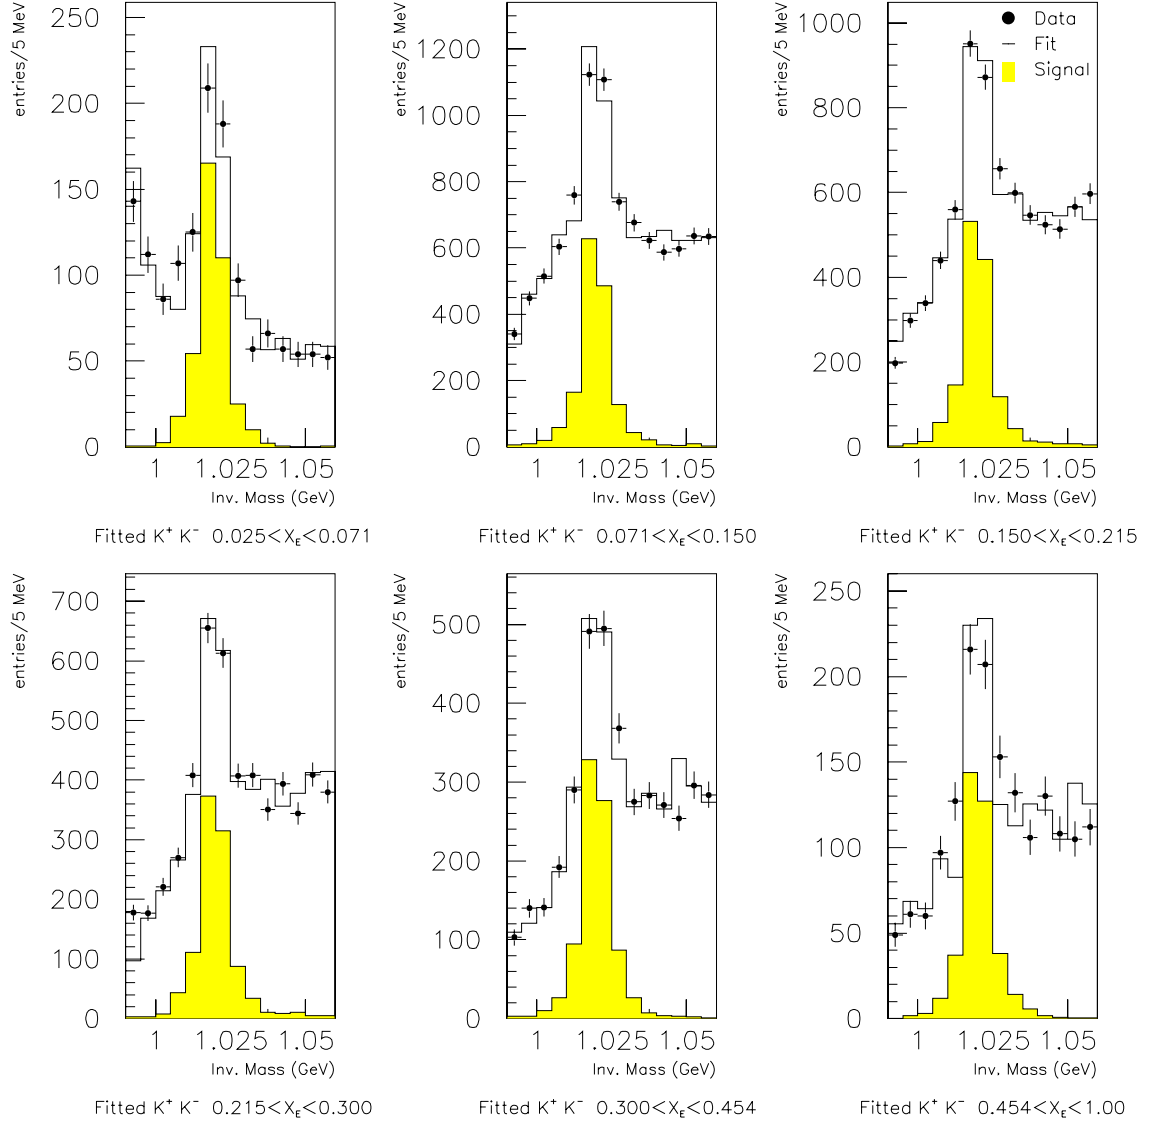 entries/5 MeV
250
200
150
100
50
0
1 1.025 1.05
Inv. Mass (GeV)
Fitted K⁺ K⁻ 0.025<X_E<0.071
entries/5 MeV
1200
1000
800
600
400
200
0
1 1.025 1.05
Inv. Mass (GeV)
Fitted K⁺ K⁻ 0.071<X_E<0.150
entries/5 MeV
1000
800
600
400
200
0
Data
Fit
Signal
1 1.025 1.05
Inv. Mass (GeV)
Fitted K⁺ K⁻ 0.150<X_E<0.215
entries/5 MeV
700
600
500
400
300
200
100
0
1 1.025 1.05
Inv. Mass (GeV)
Fitted K⁺ K⁻ 0.215<X_E<0.300
entries/5 MeV
500
400
300
200
100
0
1 1.025 1.05
Inv. Mass (GeV)
Fitted K⁺ K⁻ 0.300<X_E<0.454
entries/5 MeV
250
200
150
100
50
0
1 1.025 1.05
Inv. Mass (GeV)
Fitted K⁺ K⁻ 0.454<X_E<1.00